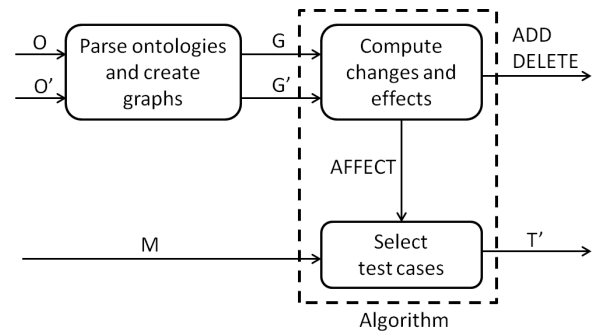 O
O’
Parse ontologies
and create
graphs
G
G’
Compute
changes and
effects
ADD
DELETE
AFFECT
M
Select
test cases
T’
Algorithm